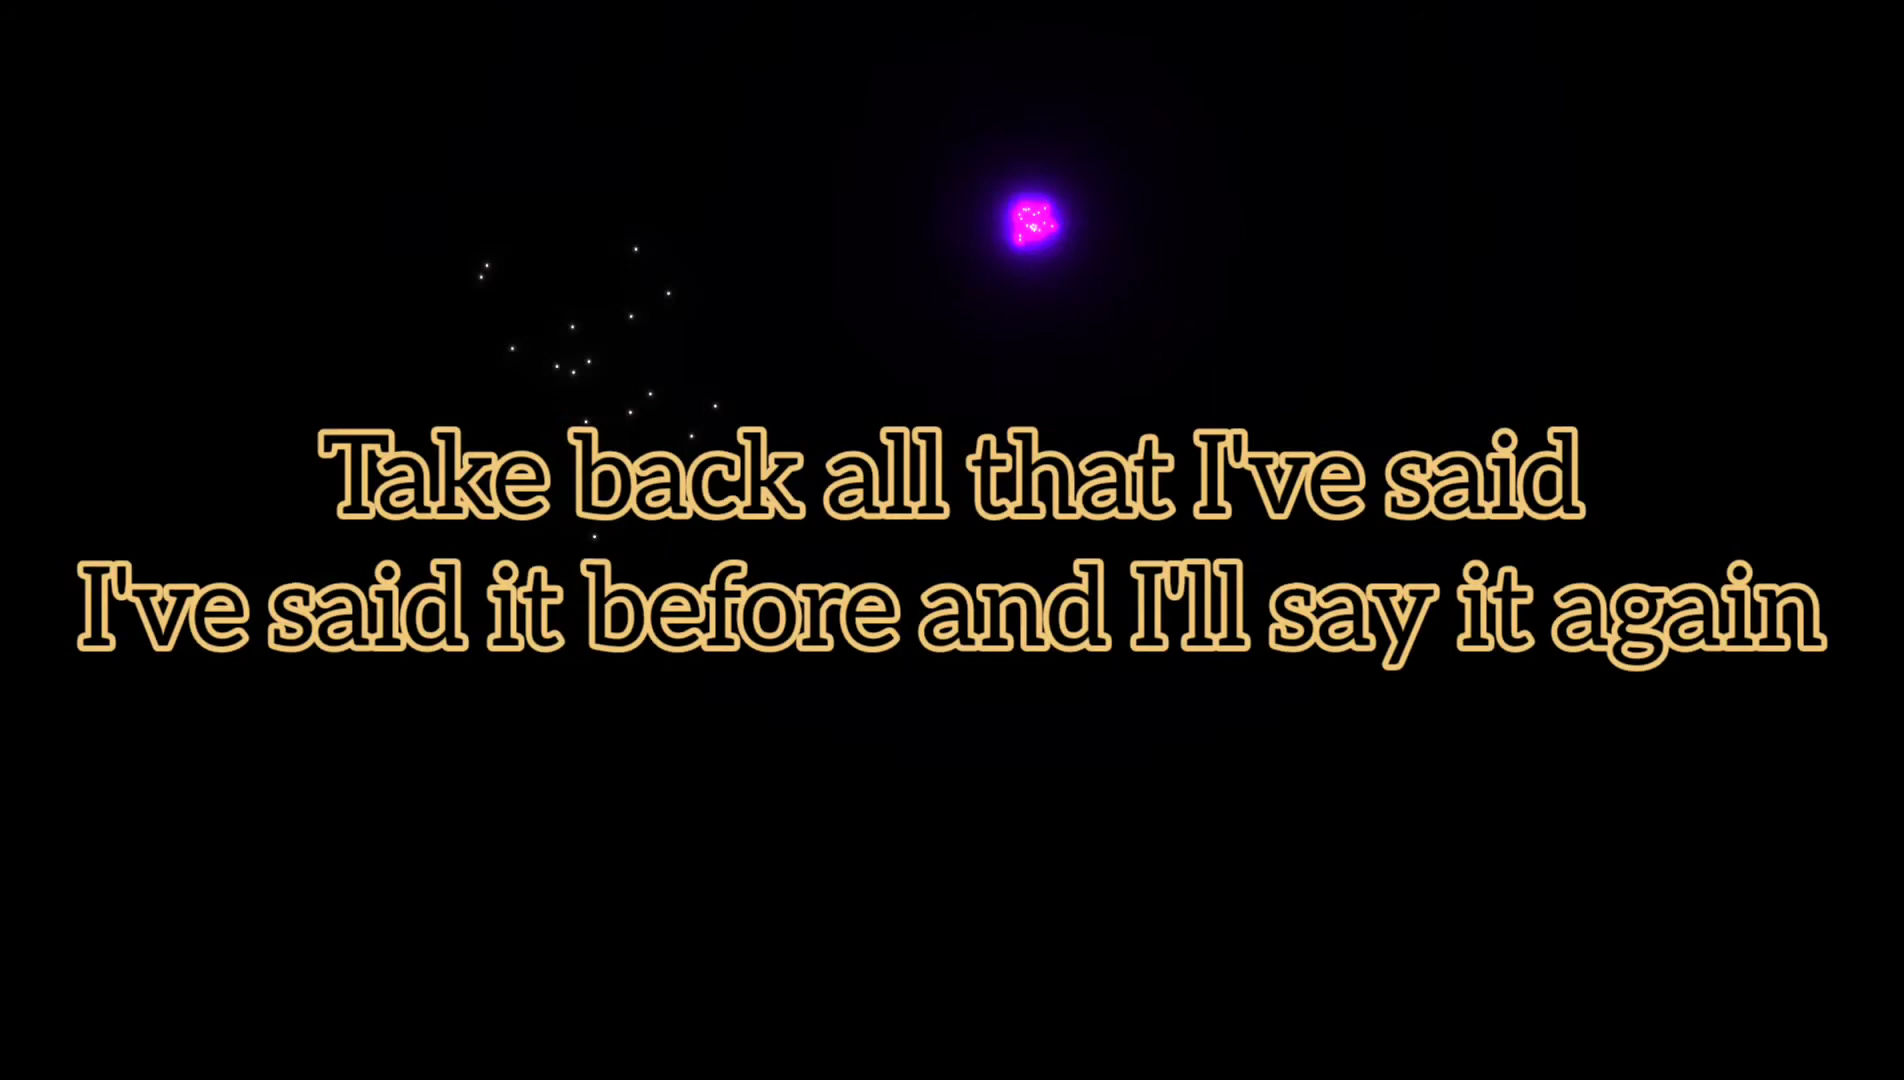 Take back all that I've said
I've said it before and I'll say it again